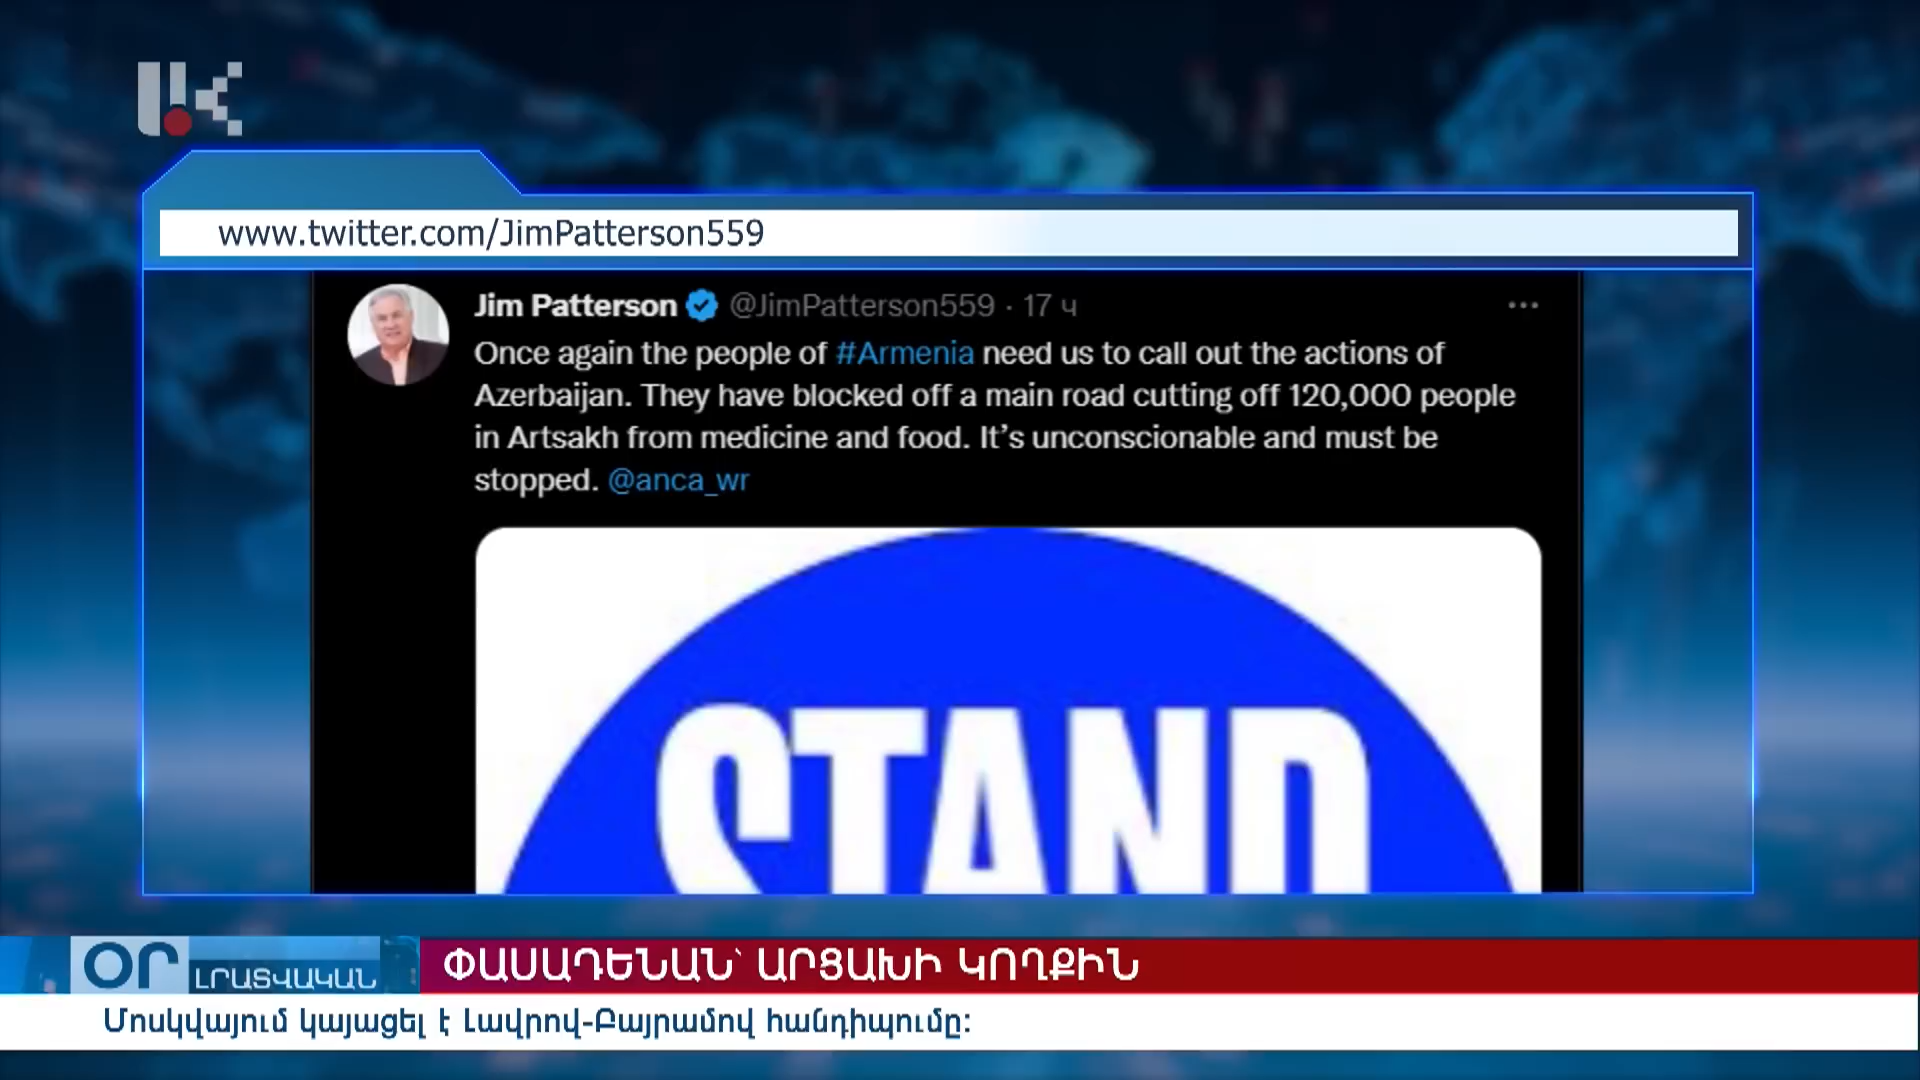 www.twitter.com/JimPatterson559
Jim Patterson @JimPatterson559 · 17 ч
Once again the people of #Armenia need us to call out the actions of
Azerbaijan. They have blocked off a main road cutting off 120,000 people
in Artsakh from medicine and food. It's unconscionable and must be
stopped. @anca_wr
STAND
ՕՐ ԼՐԱՏՎԱԿԱՆ
ՓԱՍԱԴԵՆԱՆ՝ ԱՐՑԱԽԻ ԿՈՂՔԻՆ
Մոսկվայում կայացել է Լավրով-Բայրամով հանդիպումը։